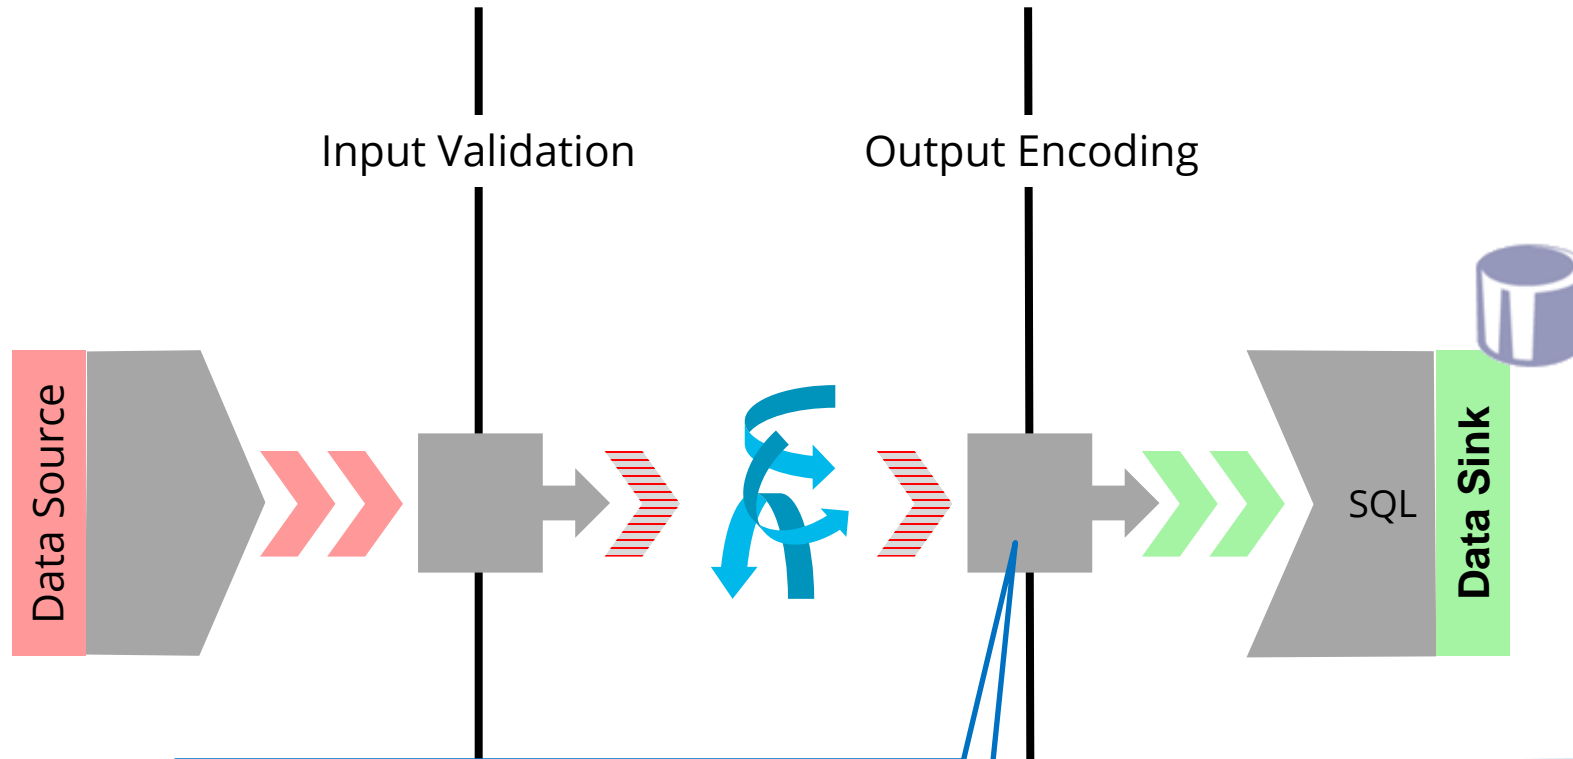 Input Validation
Output Encoding
Data Source
SQL
Data Sink